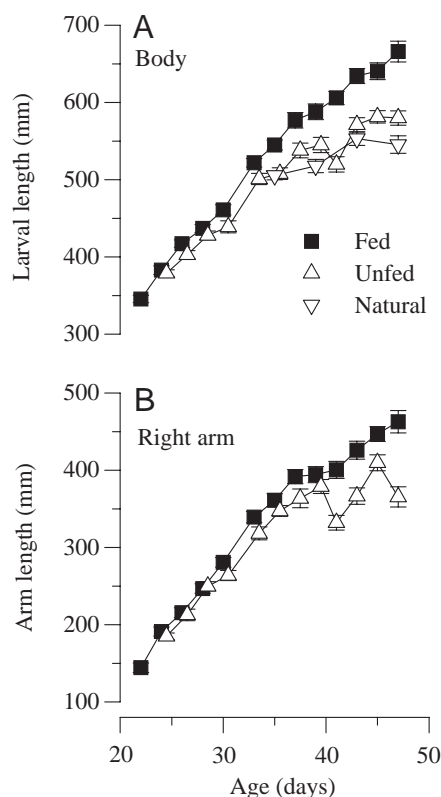 A
Body
700
600
500
400
300
Larval length (mm)
Fed
Unfed
Natural
B
Right arm
500
400
300
200
100
Arm length (mm)
20 30 40 50
Age (days)